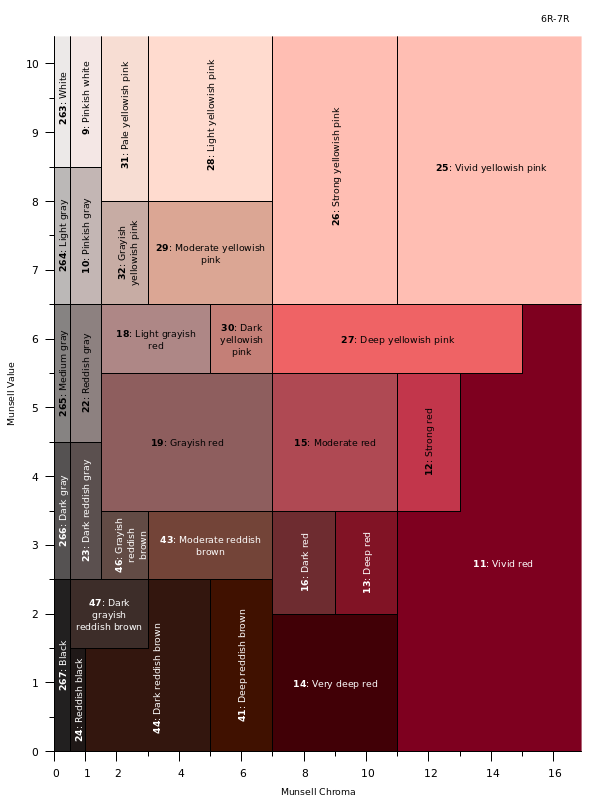 6R-7R
10
9
8
7
6
5
4
3
2
1
0
Munsell Value
263: White
9: Pinkish white
31: Pale yellowish pink
28: Light yellowish pink
26: Strong yellowish pink
25: Vivid yellowish pink
264: Light gray
10: Pinkish gray
32: Grayish
yellowish pink
29: Moderate yellowish
pink
265: Medium gray
22: Reddish gray
18: Light grayish
red
30: Dark
yellowish
pink
27: Deep yellowish pink
19: Grayish red
15: Moderate red
12: Strong red
266: Dark gray
23: Dark reddish gray
46: Grayish
reddish
brown
43: Moderate reddish
brown
16: Dark red
13: Deep red
11: Vivid red
267: Black
47: Dark
grayish
reddish brown
24: Reddish black
44: Dark reddish brown
41: Deep reddish brown
14: Very deep red
0 1 2 4 6 8 10 12 14 16
Munsell Chroma